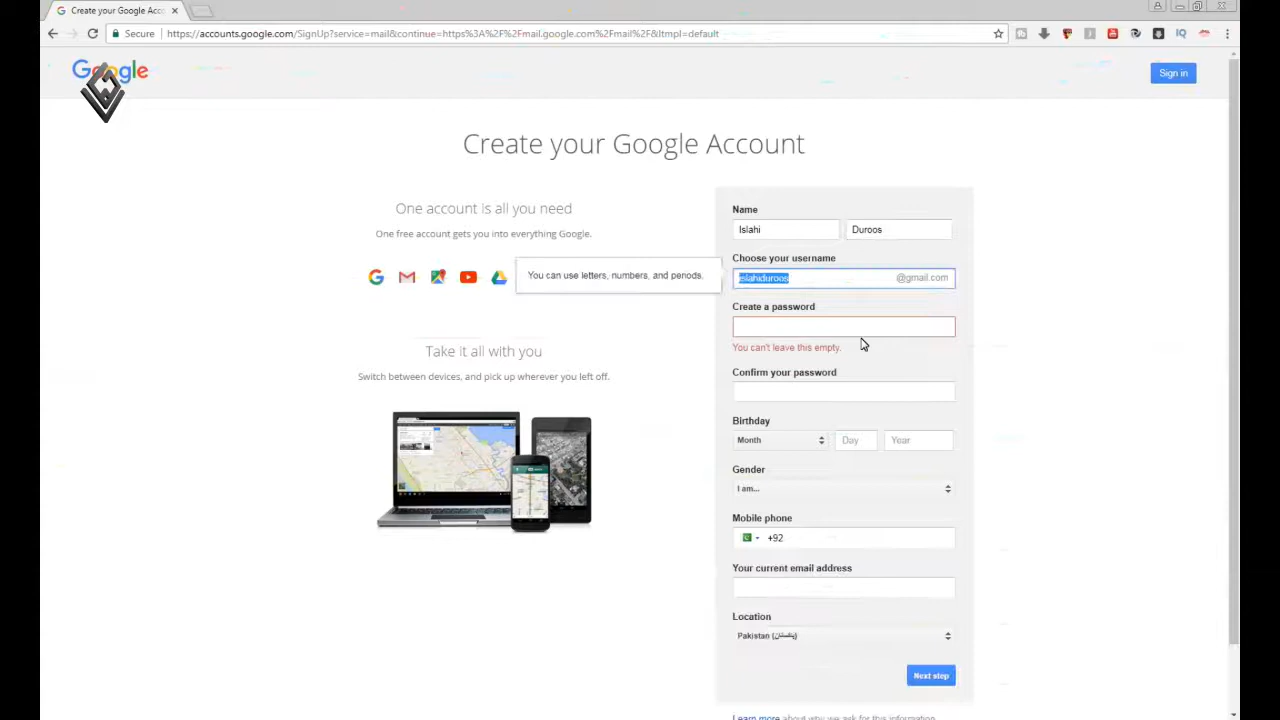 Create your Google Acco
Secure https://accounts.google.com/SignUp?service=mail&continue=https%3A%2F%2Fmail.google.com%2Fmail%2F&ltmpl=default
Google
Sign in
Create your Google Account
One account is all you need
One free account gets you into everything Google.
You can use letters, numbers, and periods.
Take it all with you
Switch between devices, and pick up wherever you left off.
Name
Islahi Duroos
Choose your username
islahiduroos @gmail.com
Create a password
You can't leave this empty.
Confirm your password
Birthday
Month Day Year
Gender
I am...
Mobile phone
+92
Your current email address
Location
Pakistan (پاکستان)
Next step
Learn more about why we ask for this information.